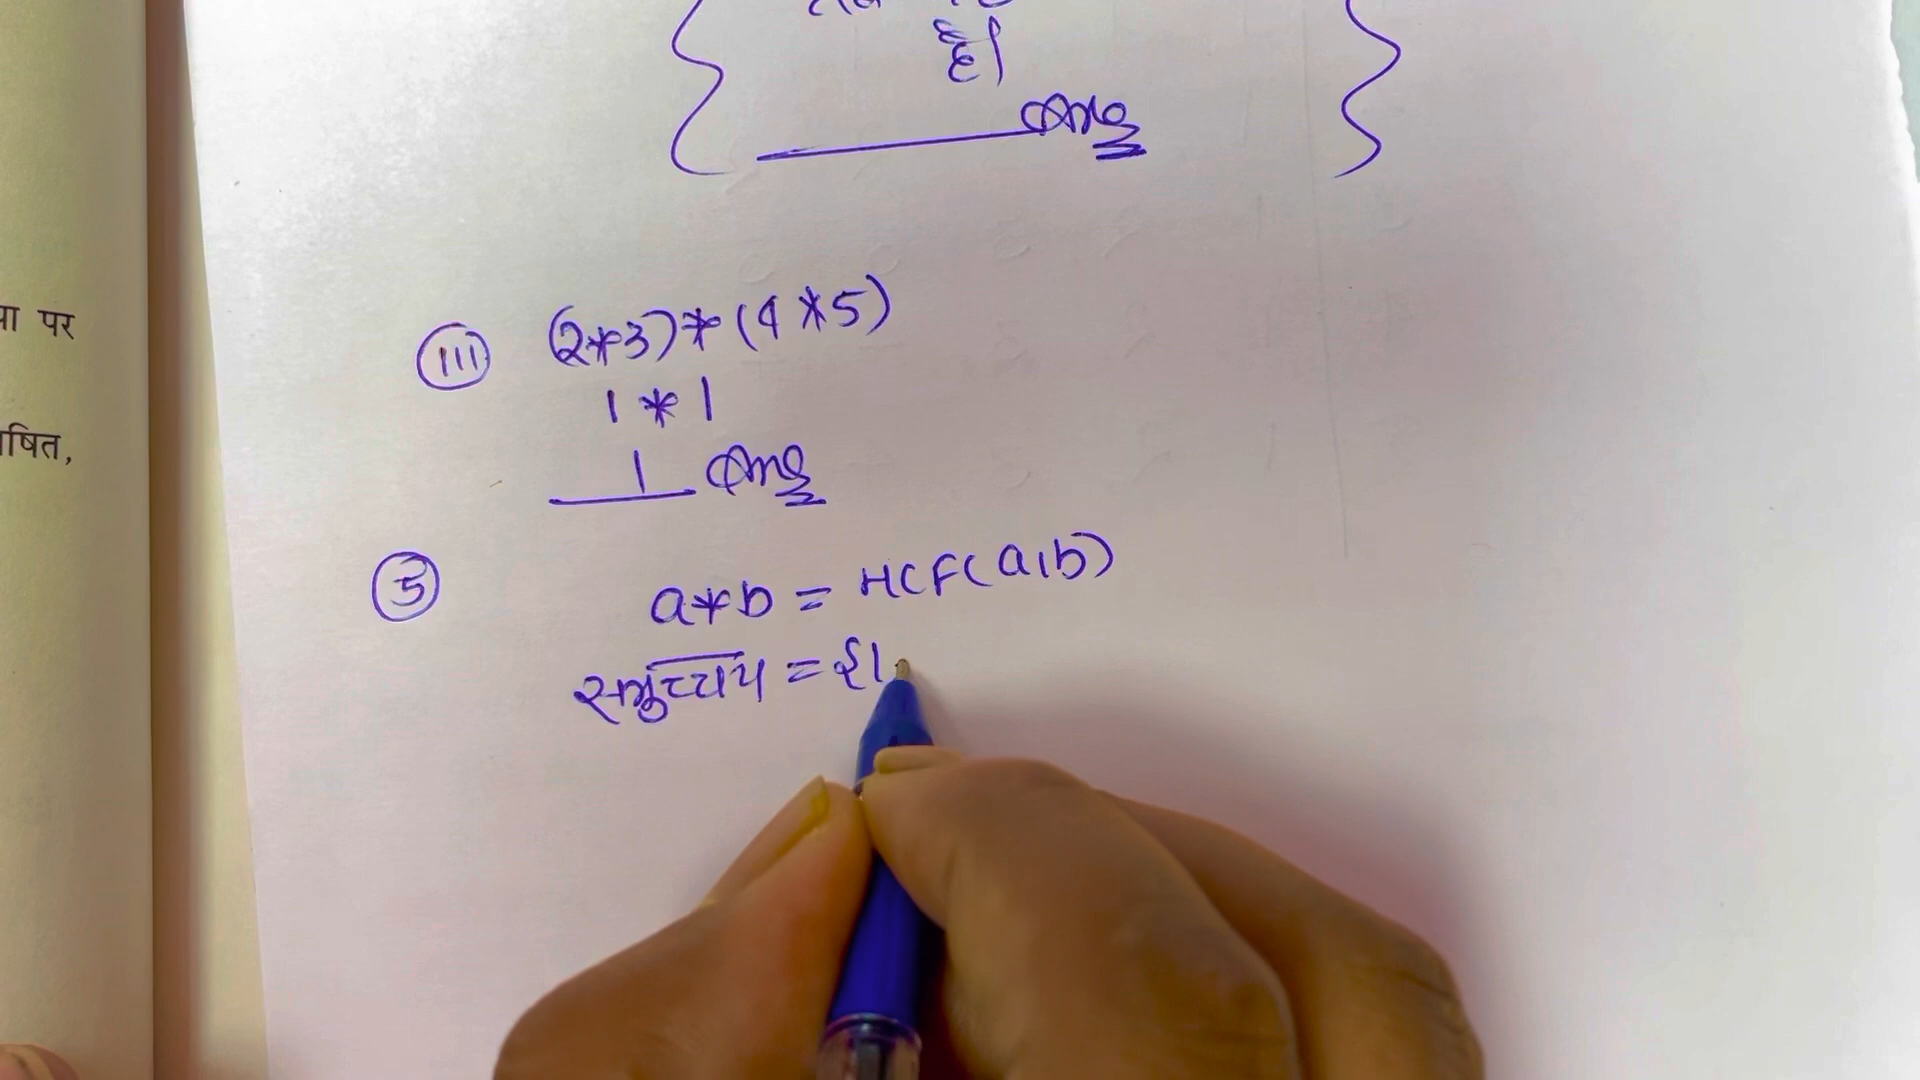 है।
Ans
(iii) (2*3)*(4*5)
1*1
1 Ans
(5) a*b = HCF(a,b)
समुच्चय = {1,
पर
षित,